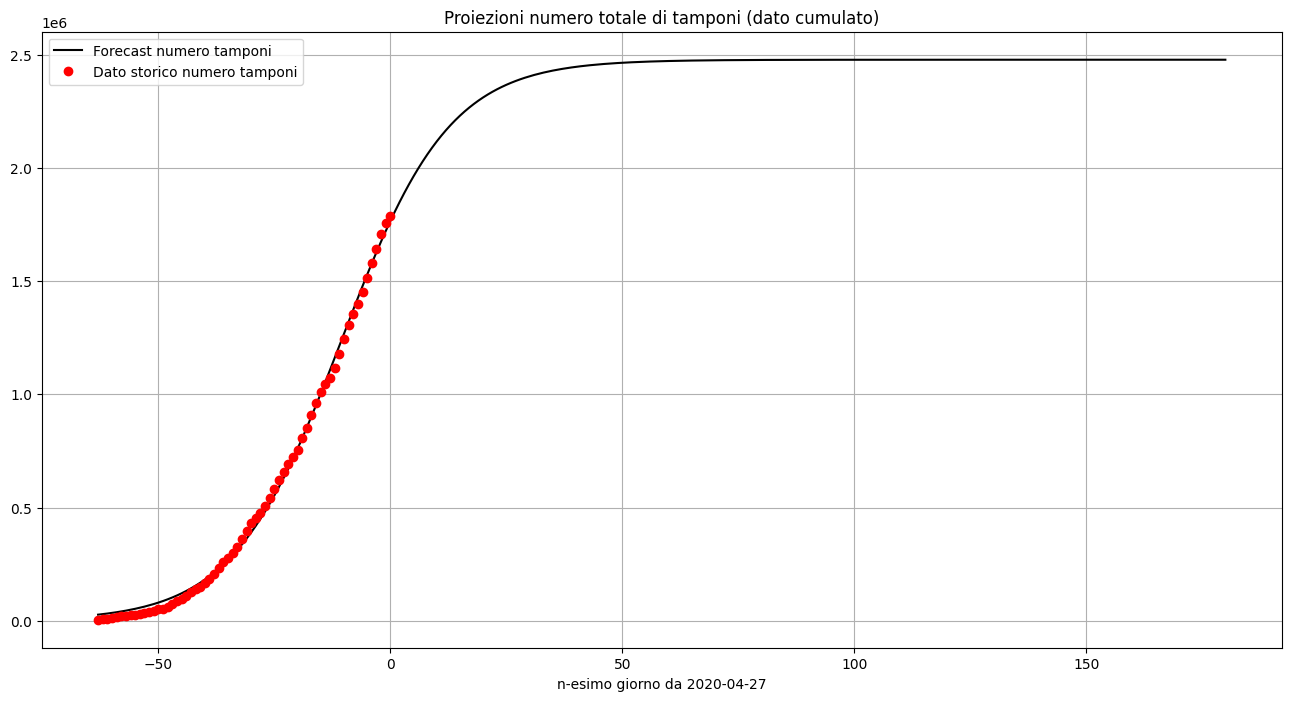 Proiezioni numero totale di tamponi (dato cumulato)
1e6
Forecast numero tamponi
Dato storico numero tamponi
2.5
2.0
1.5
1.0
0.5
0.0
−50 0 50 100 150
n-esimo giorno da 2020-04-27